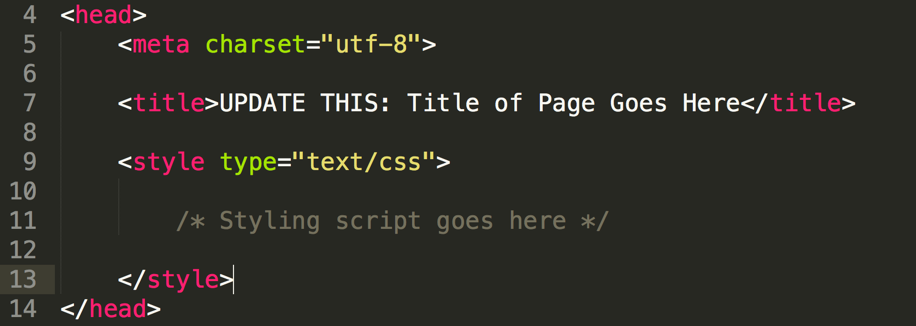 4 <head>
5     <meta charset="utf-8">
6
7     <title>UPDATE THIS: Title of Page Goes Here</title>
8
9     <style type="text/css">
10
11         /* Styling script goes here */
12
13     </style>
14 </head>